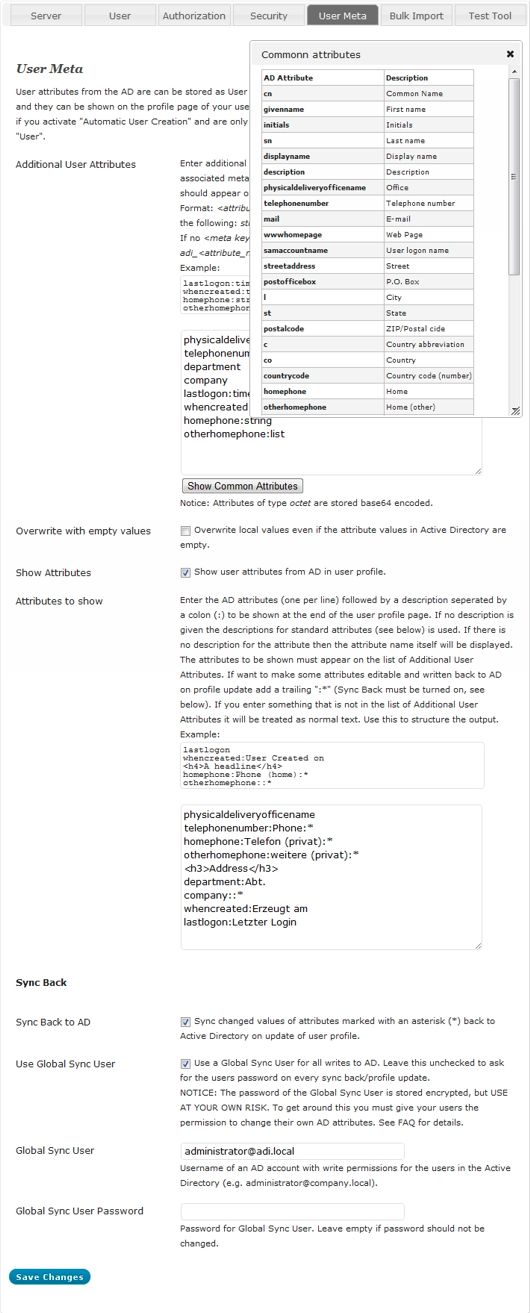 Server User Authorization Security User Meta Bulk Import Test Tool
User Meta
User attributes from the AD are can be stored as User
and they can be shown on the profile page of your use
if you activate "Automatic User Creation" and are only
"User".
Additional User Attributes
Enter additional
associated meta
should appear o
Format: <attribu
the following: st
If no <meta key
adi_<attribute_n
Example:
lastlogon:tim
whencreated:t
homephone:str
otherhomephon
physicaldelive
telephonenum
department
company
lastlogon:time
whencreated
homephone:string
otherhomephone:list
Show Common Attributes
Notice: Attributes of type octet are stored base64 encoded.
Commonn attributes
AD Attribute Description
cn Common Name
givenname First name
initials Initials
sn Last name
displayname Display name
description Description
physicaldeliveryofficename Office
telephonenumber Telephone number
mail E-mail
wwwhomepage Web Page
samaccountname User logon name
streetaddress Street
postofficebox P.O. Box
l City
st State
postalcode ZIP/Postal cide
c Country abbreviation
co Country
countrycode Country code (number)
homephone Home
otherhomephone Home (other)
Overwrite with empty values
Overwrite local values even if the attribute values in Active Directory are
empty.
Show Attributes
Show user attributes from AD in user profile.
Attributes to show
Enter the AD attributes (one per line) followed by a description seperated by
a colon (:) to be shown at the end of the user profile page. If no description is
given the descriptions for standard attributes (see below) is used. If there is
no description for the attribute then the attribute name itself will be displayed.
The attributes to be shown must appear on the list of Additional User
Attributes. If want to make some attributes editable and written back to AD
on profile update add a trailing ":*" (Sync Back must be turned on, see
below). If you enter something that is not in the list of Additional User
Attributes it will be treated as normal text. Use this to structure the output.
Example:
lastlogon
whencreated:User Created on
<h4>A headline</h4>
homephone:Phone (home):*
otherhomephone::*
physicaldeliveryofficename
telephonenumber:Phone:*
homephone:Telefon (privat):*
otherhomephone:weitere (privat):*
<h3>Address</h3>
department:Abt.
company::*
whencreated:Erzeugt am
lastlogon:Letzter Login
Sync Back
Sync Back to AD
Sync changed values of attributes marked with an asterisk (*) back to
Active Directory on update of user profile.
Use Global Sync User
Use a Global Sync User for all writes to AD. Leave this unchecked to ask
for the users password on every sync back/profile update.
NOTICE: The password of the Global Sync User is stored encrypted, but USE
AT YOUR OWN RISK. To get around this you must give your users the
permission to change their own AD attributes. See FAQ for details.
Global Sync User
administrator@adi.local
Username of an AD account with write permissions for the users in the Active
Directory (e.g. administrator@company.local).
Global Sync User Password
Password for Global Sync User. Leave empty if password should not be
changed.
Save Changes